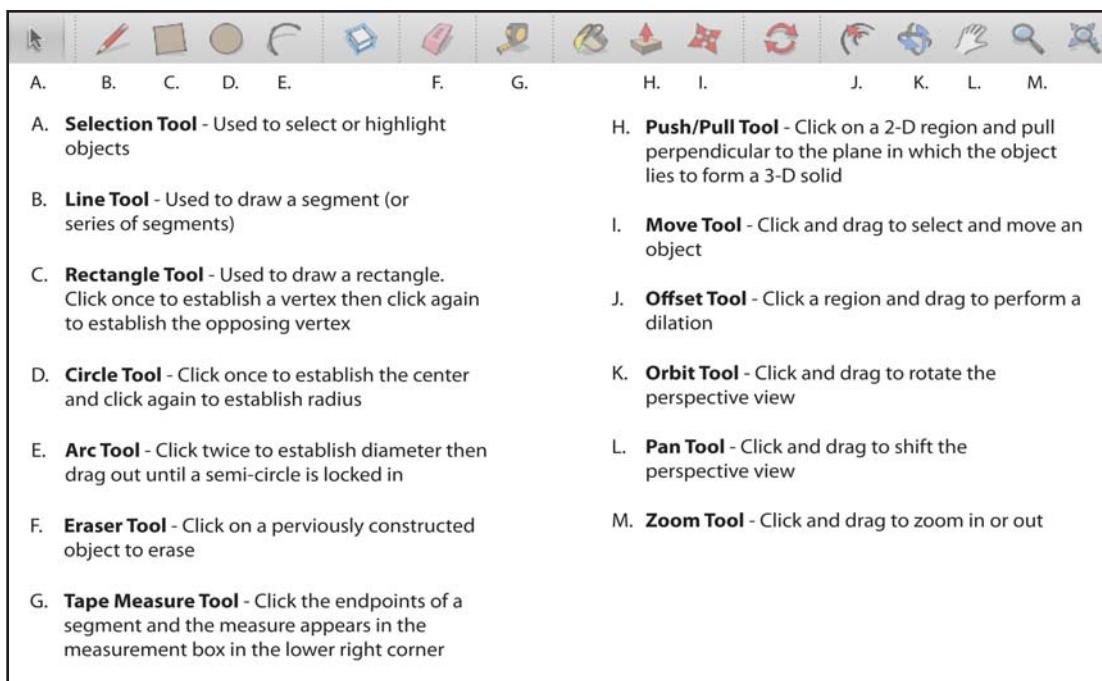 A. B. C. D. E. F. G. H. I. J. K. L. M.
A. Selection Tool - Used to select or highlight
objects
B. Line Tool - Used to draw a segment (or
series of segments)
C. Rectangle Tool - Used to draw a rectangle.
Click once to establish a vertex then click again
to establish the opposing vertex
D. Circle Tool - Click once to establish the center
and click again to establish radius
E. Arc Tool - Click twice to establish diameter then
drag out until a semi-circle is locked in
F. Eraser Tool - Click on a perviously constructed
object to erase
G. Tape Measure Tool - Click the endpoints of a
segment and the measure appears in the
measurement box in the lower right corner
H. Push/Pull Tool - Click on a 2-D region and pull
perpendicular to the plane in which the object
lies to form a 3-D solid
I. Move Tool - Click and drag to select and move an
object
J. Offset Tool - Click a region and drag to perform a
dilation
K. Orbit Tool - Click and drag to rotate the
perspective view
L. Pan Tool - Click and drag to shift the
perspective view
M. Zoom Tool - Click and drag to zoom in or out